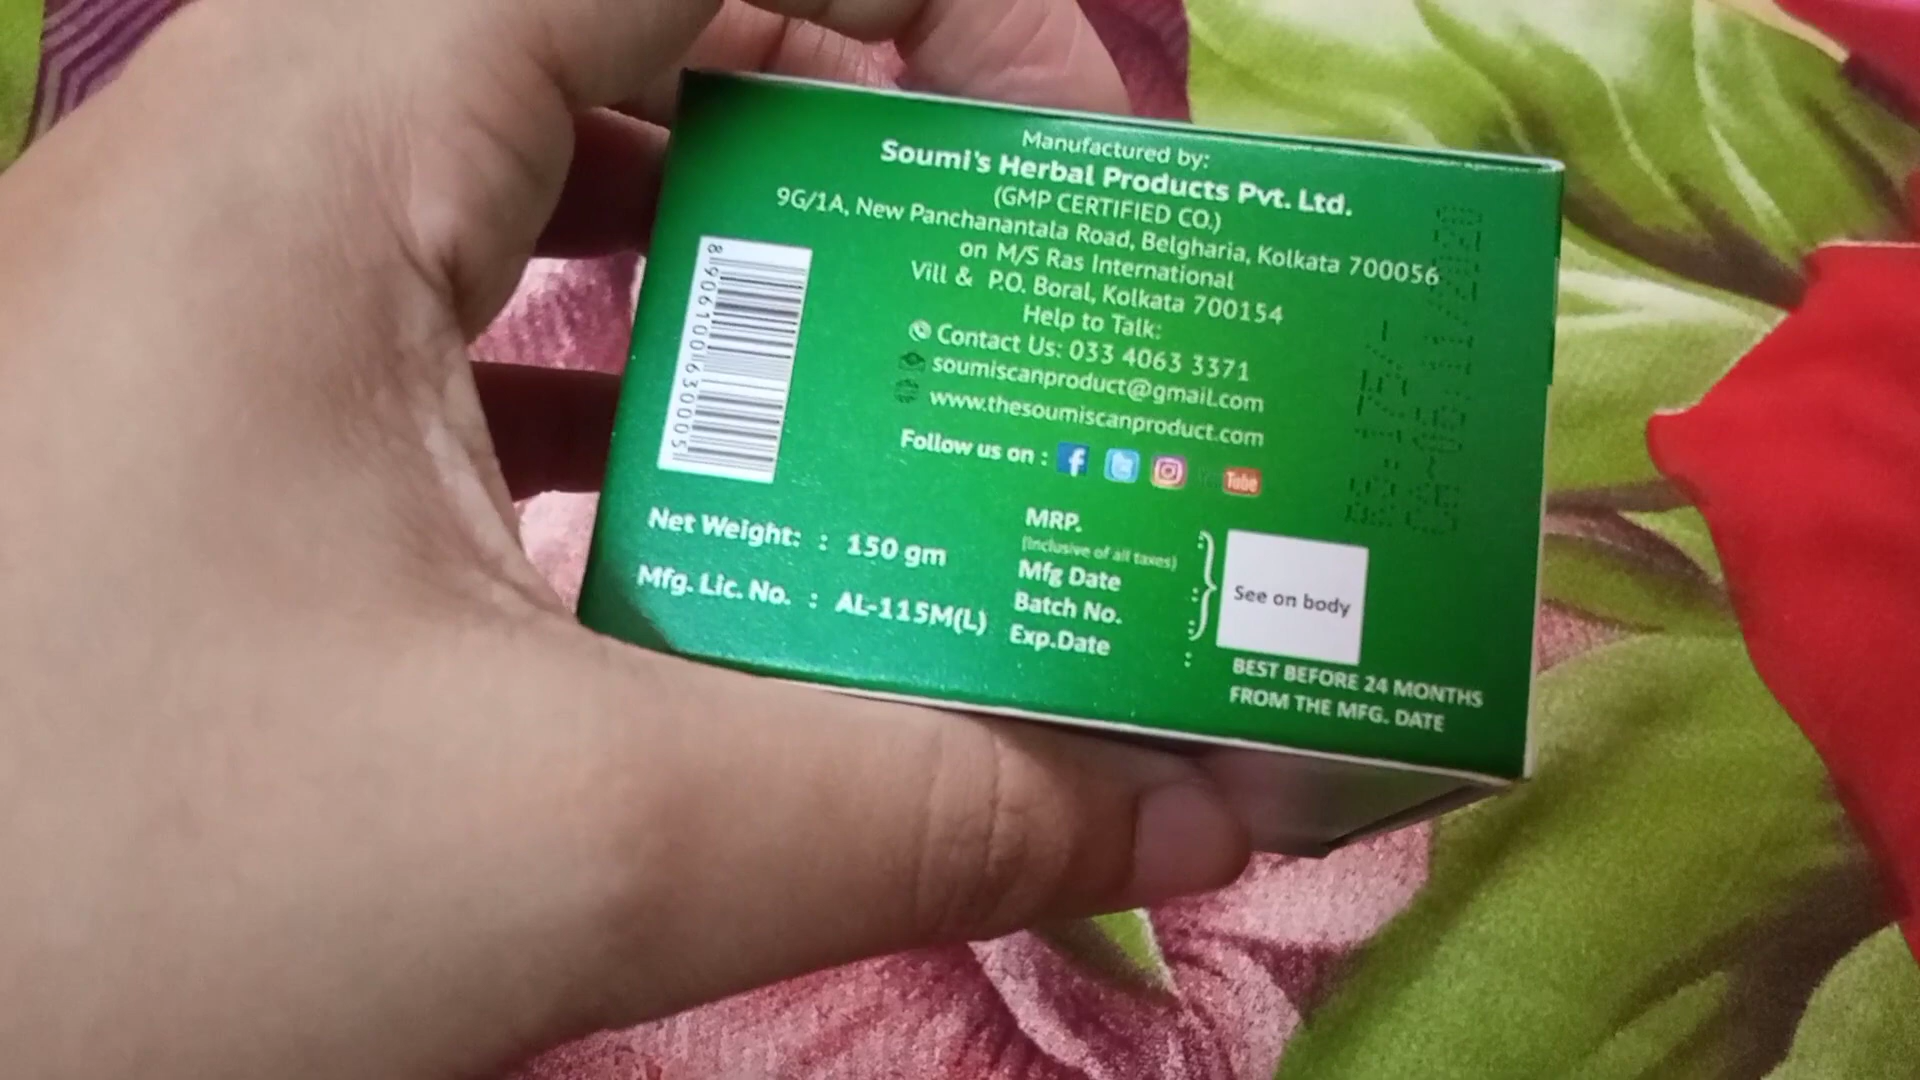 Manufactured by:
Soumi's Herbal Products Pvt. Ltd.
(GMP CERTIFIED CO.)
9G/1A, New Panchanantala Road, Belgharia, Kolkata 700056
on M/S Ras International
Vill & P.O. Boral, Kolkata 700154
Help to Talk:
Contact Us: 033 4063 3371
soumiscanproduct@gmail.com
www.thesoumiscanproduct.com
Follow us on :
Tube
8 906100 630005
Net Weight: : 150 gm
Mfg. Lic. No. : AL-115M(L)
MRP.
(Inclusive of all taxes) :
Mfg Date
Batch No. :
Exp.Date :
See on body
BEST BEFORE 24 MONTHS
FROM THE MFG. DATE